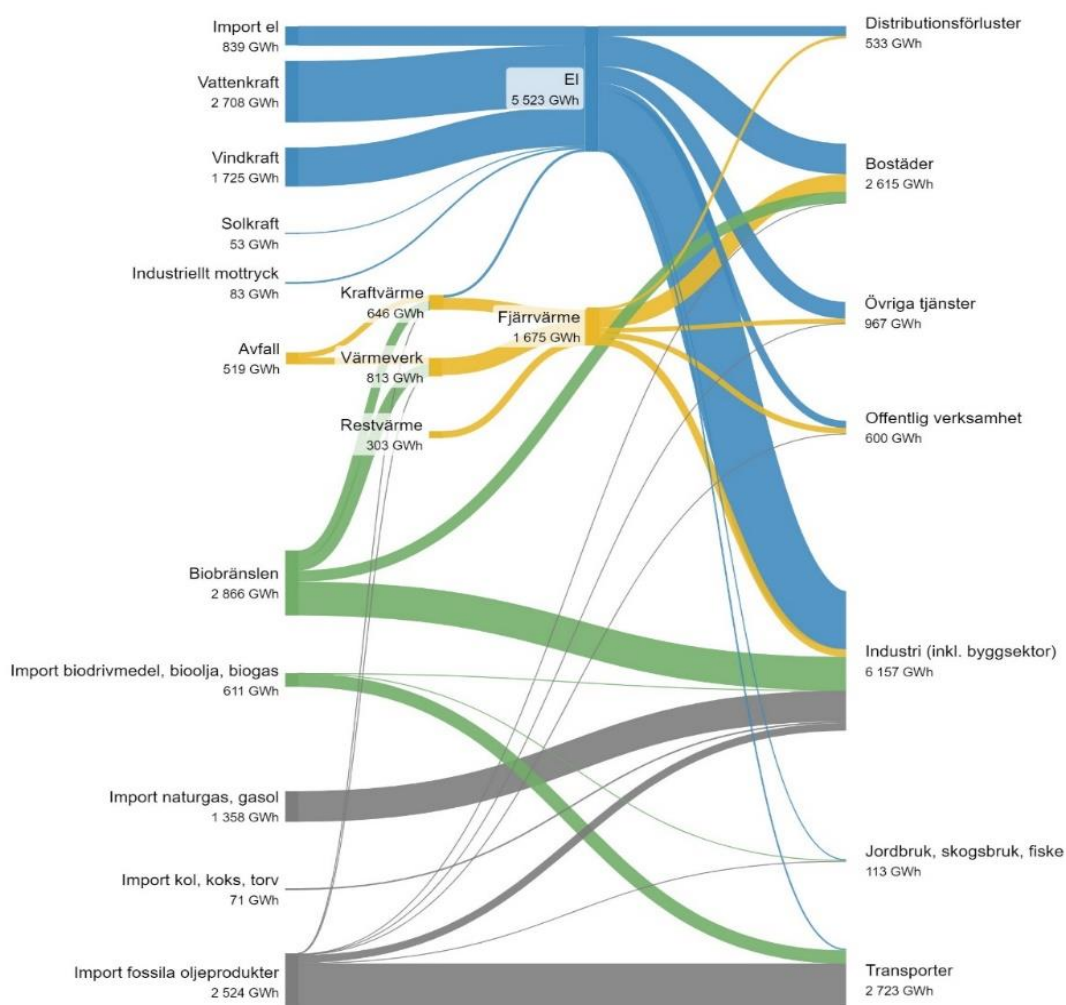 Import el
839 GWh
Vattenkraft
2 708 GWh
Vindkraft
1 725 GWh
Solkraft
53 GWh
Industriellt mottryck
83 GWh
Avfall
519 GWh
Biobränslen
2 866 GWh
Import biodrivmedel, bioolja, biogas
611 GWh
Import naturgas, gasol
1 358 GWh
Import kol, koks, torv
71 GWh
Import fossila oljeprodukter
2 524 GWh
Kraftvärme
646 GWh
Värmeverk
813 GWh
Restvärme
303 GWh
El
5 523 GWh
Fjärrvärme
1 675 GWh
Distributionsförluster
533 GWh
Bostäder
2 615 GWh
Övriga tjänster
967 GWh
Offentlig verksamhet
600 GWh
Industri (inkl. byggsektor)
6 157 GWh
Jordbruk, skogsbruk, fiske
113 GWh
Transporter
2 723 GWh